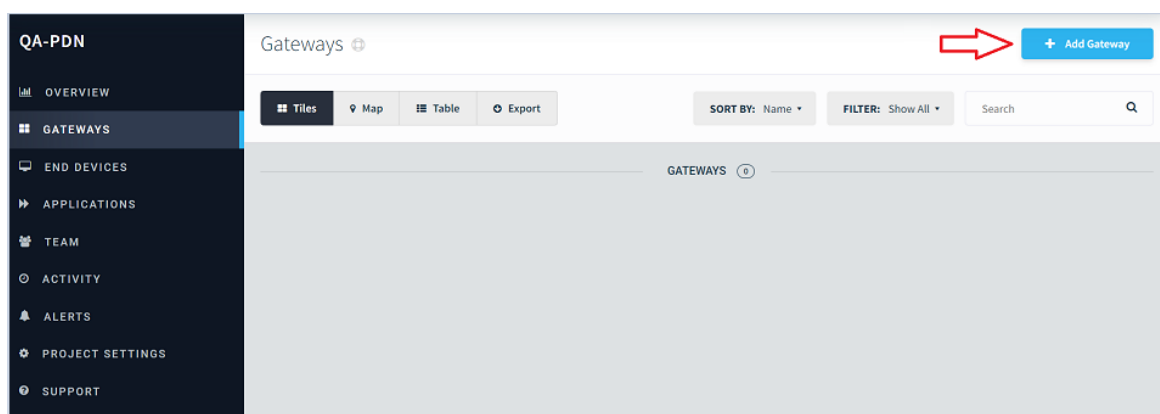 QA-PDN
OVERVIEW
GATEWAYS
END DEVICES
APPLICATIONS
TEAM
ACTIVITY
ALERTS
PROJECT SETTINGS
SUPPORT
Gateways
+ Add Gateway
Tiles Map Table Export SORT BY: Name FILTER: Show All Search
GATEWAYS 0